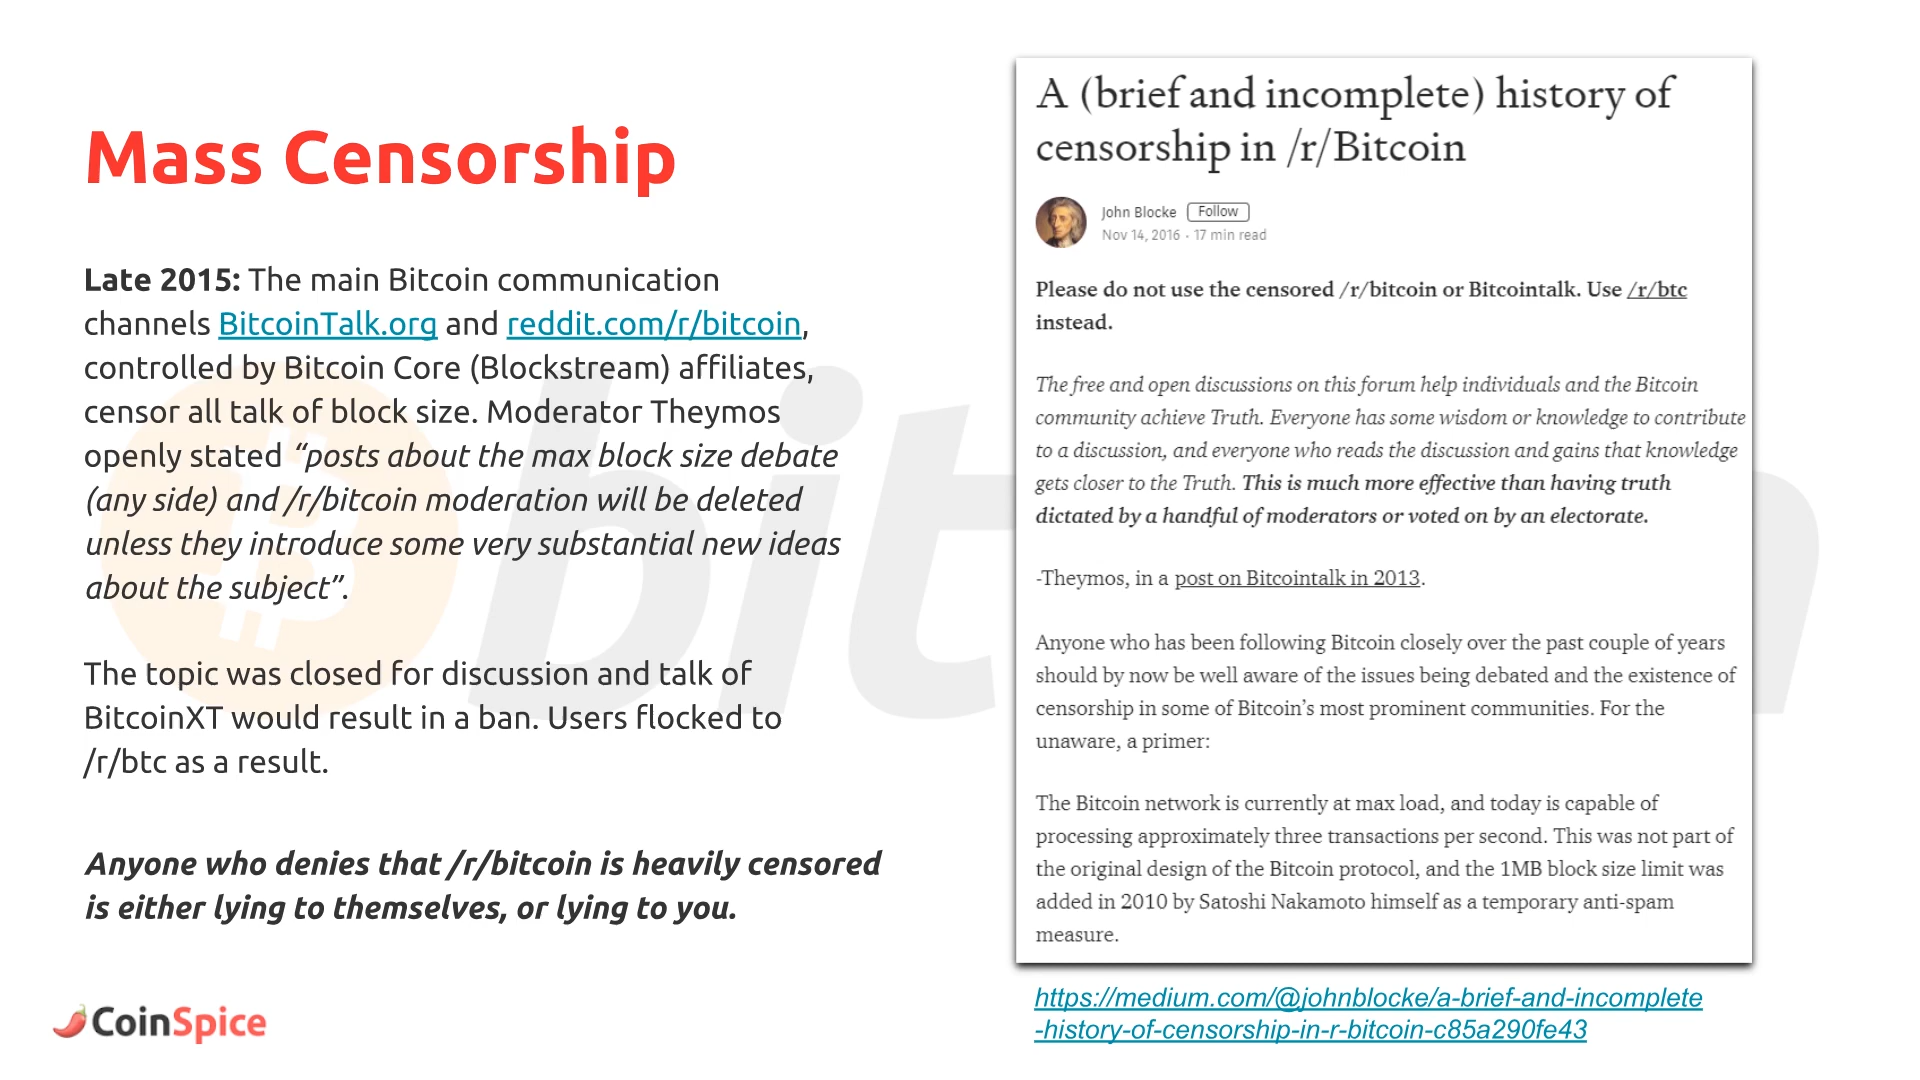 Mass Censorship
Late 2015: The main Bitcoin communication
channels BitcoinTalk.org and reddit.com/r/bitcoin,
controlled by Bitcoin Core (Blockstream) affiliates,
censor all talk of block size. Moderator Theymos
openly stated “posts about the max block size debate
(any side) and /r/bitcoin moderation will be deleted
unless they introduce some very substantial new ideas
about the subject”.
The topic was closed for discussion and talk of
BitcoinXT would result in a ban. Users flocked to
/r/btc as a result.
Anyone who denies that /r/bitcoin is heavily censored
is either lying to themselves, or lying to you.
CoinSpice
A (brief and incomplete) history of
censorship in /r/Bitcoin
John Blocke Follow
Nov 14, 2016 · 17 min read
Please do not use the censored /r/bitcoin or Bitcointalk. Use /r/btc
instead.
The free and open discussions on this forum help individuals and the Bitcoin
community achieve Truth. Everyone has some wisdom or knowledge to contribute
to a discussion, and everyone who reads the discussion and gains that knowledge
gets closer to the Truth. This is much more effective than having truth
dictated by a handful of moderators or voted on by an electorate.
-Theymos, in a post on Bitcointalk in 2013.
Anyone who has been following Bitcoin closely over the past couple of years
should by now be well aware of the issues being debated and the existence of
censorship in some of Bitcoin’s most prominent communities. For the
unaware, a primer:
The Bitcoin network is currently at max load, and today is capable of
processing approximately three transactions per second. This was not part of
the original design of the Bitcoin protocol, and the 1MB block size limit was
added in 2010 by Satoshi Nakamoto himself as a temporary anti-spam
measure.
https://medium.com/@johnblocke/a-brief-and-incomplete
-history-of-censorship-in-r-bitcoin-c85a290fe43